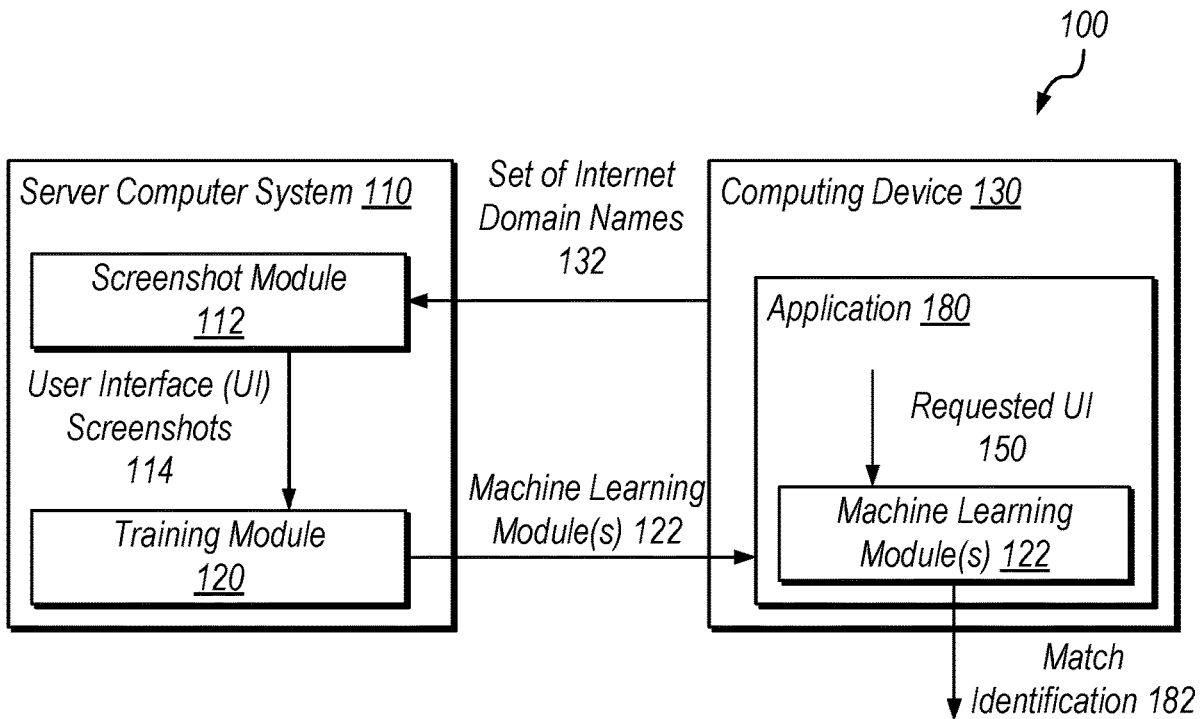 100
Server Computer System 110
Screenshot Module
112
User Interface (UI)
Screenshots
114
Training Module
120
Set of Internet
Domain Names
132
Machine Learning
Module(s) 122
Computing Device 130
Application 180
Requested UI
150
Machine Learning
Module(s) 122
Match
Identification 182